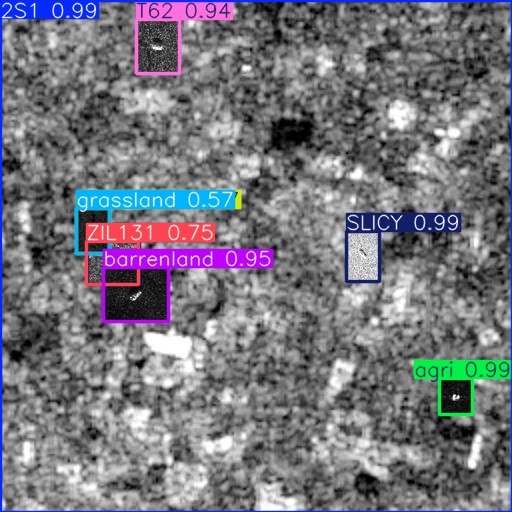 2S1 0.99
T62 0.94
grassland 0.57
ZIL131 0.75
SLICY 0.99
barrenland 0.95
agri 0.99